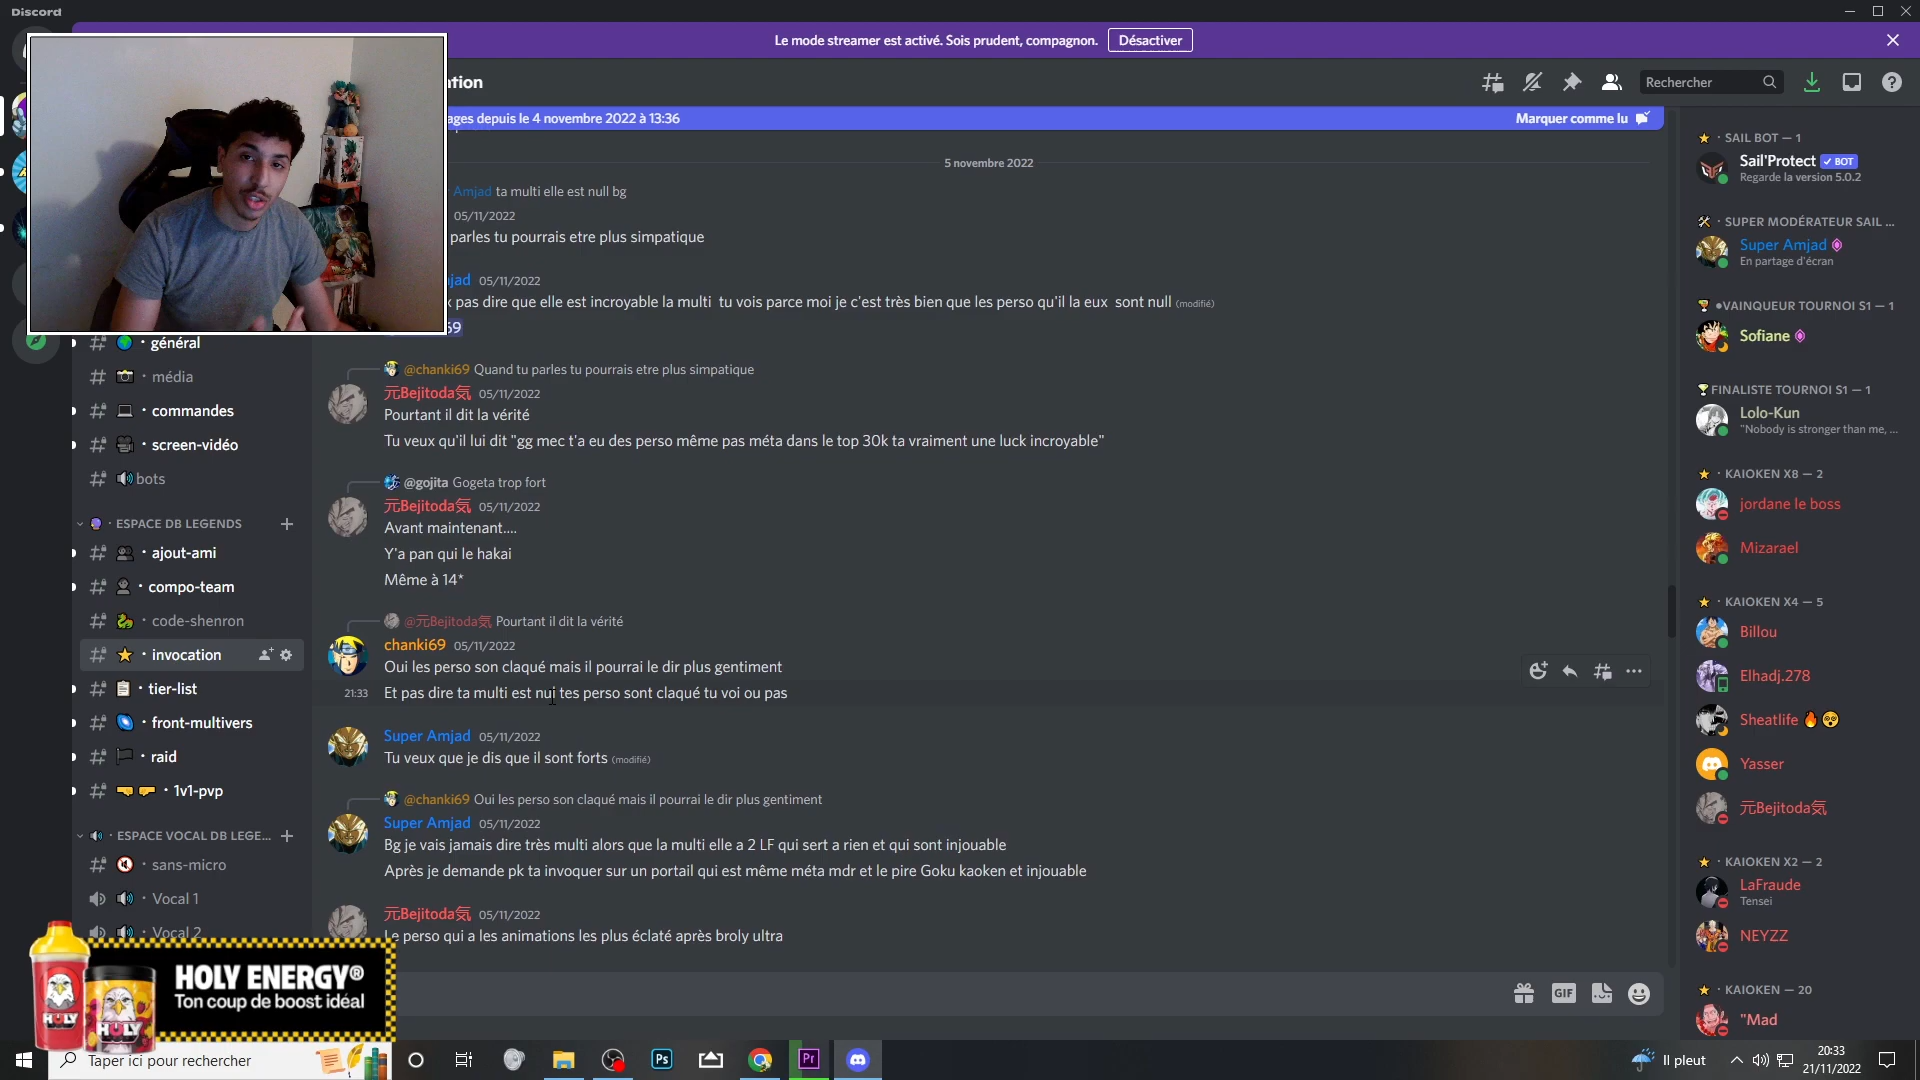 Discord
Le mode streamer est activé. Sois prudent, compagnon.
Désactiver
Rechercher
depuis le 4 novembre 2022 à 13:36
Marquer comme lu
5 novembre 2022
Amjad ta multi elle est null bg
05/11/2022
parles tu pourrais etre plus simpatique
05/11/2022
pas dire que elle est incroyable la multi tu vois parce moi je c'est très bien que les perso qu'il la eux sont null (modifié)
69
@chanki69 Quand tu parles tu pourrais etre plus simpatique
元Bejitoda気 05/11/2022
Pourtant il dit la vérité
Tu veux qu'il lui dit "gg mec t'a eu des perso même pas méta dans le top 30k ta vraiment une luck incroyable"
@gojita Gogeta trop fort
元Bejitoda気 05/11/2022
Avant maintenant....
Y'a pan qui le hakai
Même à 14*
@元Bejitoda気 Pourtant il dit la vérité
chanki69 05/11/2022
Oui les perso son claqué mais il pourrai le dir plus gentiment
21:33 Et pas dire ta multi est nul tes perso sont claqué tu voi ou pas
Super Amjad 05/11/2022
Tu veux que je dis que il sont forts (modifié)
@chanki69 Oui les perso son claqué mais il pourrai le dir plus gentiment
Super Amjad 05/11/2022
Bg je vais jamais dire très multi alors que la multi elle a 2 LF qui sert a rien et qui sont injouable
Après je demande pk ta invoquer sur un portail qui est même méta mdr et le pire Goku kaoken et injouable
元Bejitoda気 05/11/2022
Le perso qui a les animations les plus éclaté après broly ultra
GIF
général
média
commandes
screen-vidéo
bots
ESPACE DB LEGENDS
ajout-ami
compo-team
code-shenron
invocation
tier-list
front-multivers
raid
1v1-pvp
ESPACE VOCAL DB LEGE...
sans-micro
Vocal 1
Vocal 2
HOLY ENERGY®
Ton coup de boost idéal
HOLY
HOLY
SAIL BOT — 1
Sail'Protect BOT
Regarde la version 5.0.2
SUPER MODÉRATEUR SAIL ...
Super Amjad
En partage d'écran
VAINQUEUR TOURNOI S1 — 1
Sofiane
FINALISTE TOURNOI S1 — 1
Lolo-Kun
"Nobody is stronger than me, ...
KAIOKEN X8 — 2
jordane le boss
Mizarael
KAIOKEN X4 — 5
Billou
Elhadj.278
Sheatlife
Yasser
元Bejitoda気
KAIOKEN X2 — 2
LaFraude
Tensei
NEYZZ
KAIOKEN — 20
"Mad
Taper ici pour rechercher
Ps
Pr
Il pleut
20:33
21/11/2022